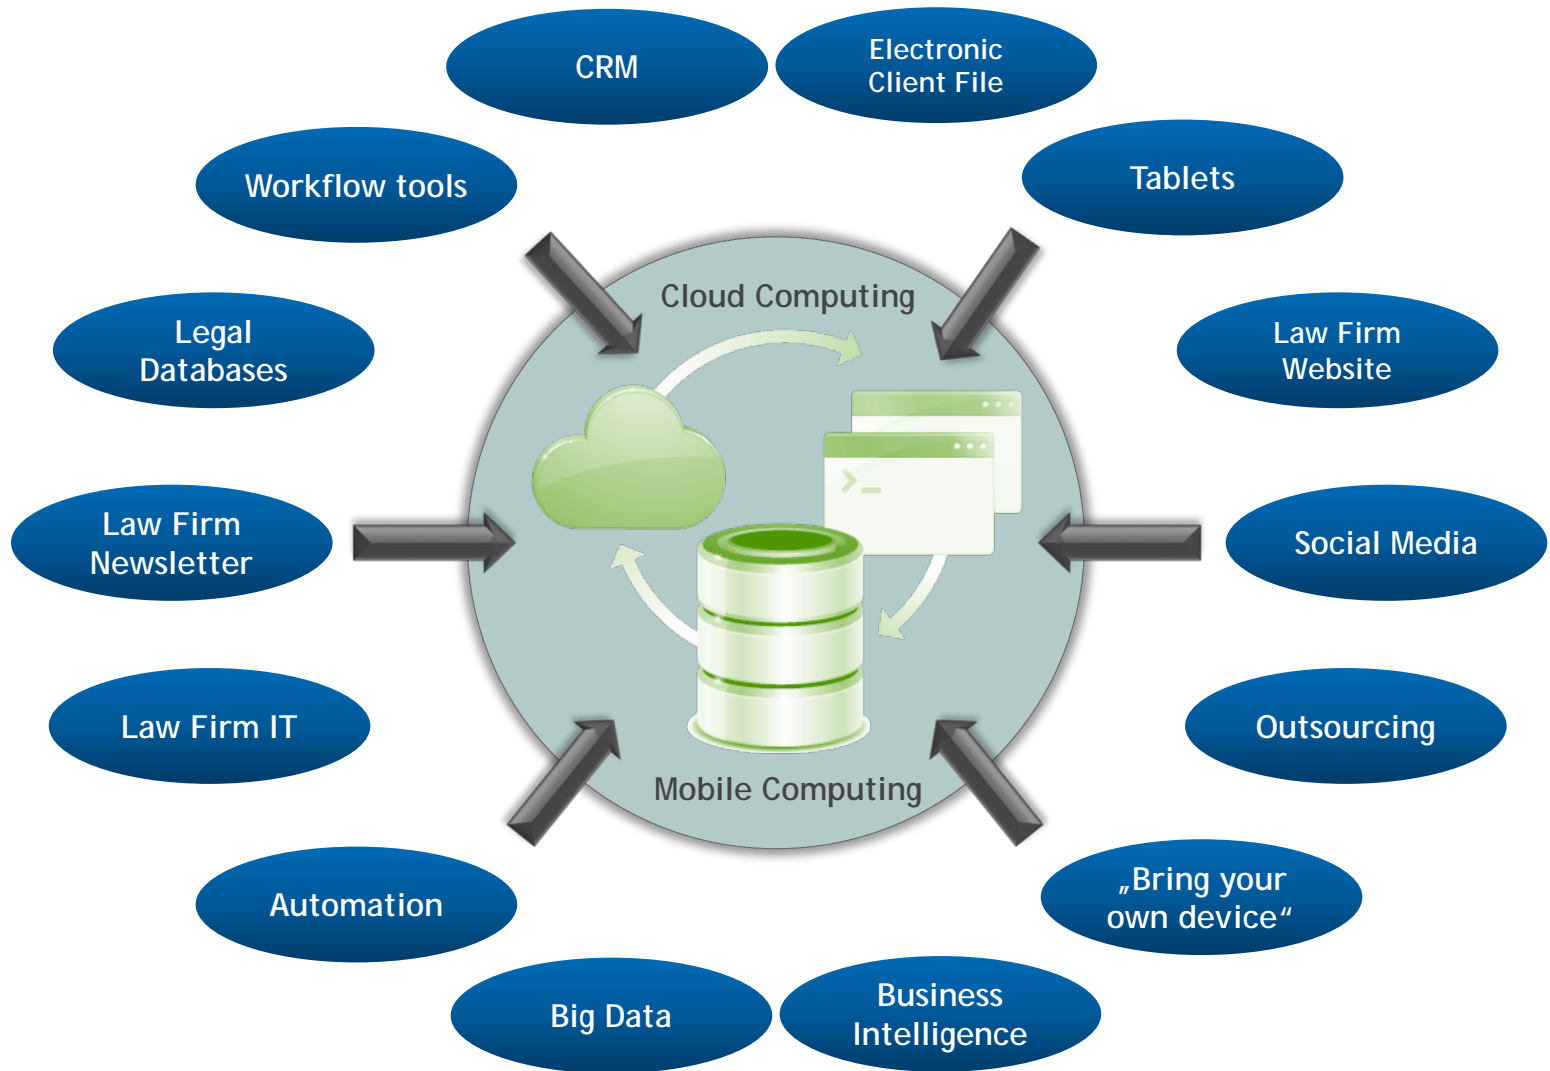 CRM
Electronic
Client File
Workflow tools
Tablets
Cloud Computing
Legal
Databases
Law Firm
Website
>_
Law Firm
Newsletter
Social Media
Law Firm IT
Outsourcing
Mobile Computing
Automation
„Bring your
own device“
Big Data
Business
Intelligence